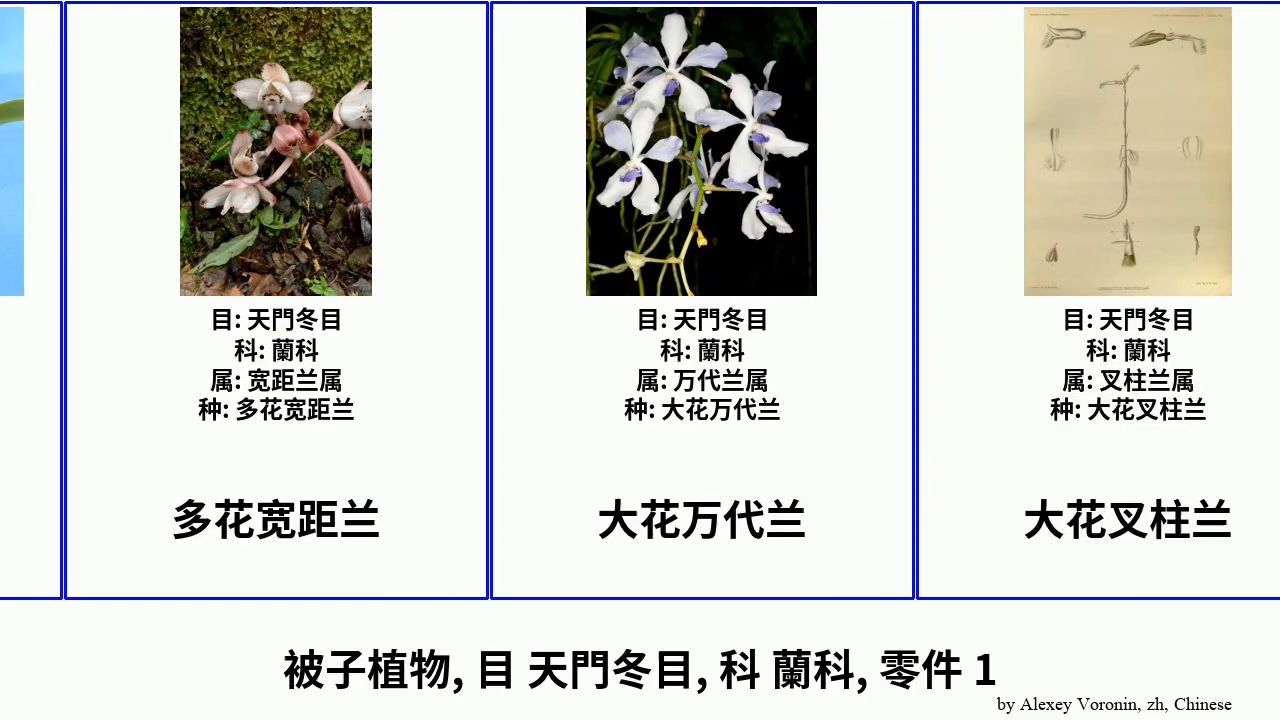 目: 天門冬目
科: 蘭科
属: 宽距兰属
种: 多花宽距兰
多花宽距兰
目: 天門冬目
科: 蘭科
属: 万代兰属
种: 大花万代兰
大花万代兰
目: 天門冬目
科: 蘭科
属: 叉柱兰属
种: 大花叉柱兰
大花叉柱兰
被子植物, 目 天門冬目, 科 蘭科, 零件 1
by Alexey Voronin, zh, Chinese